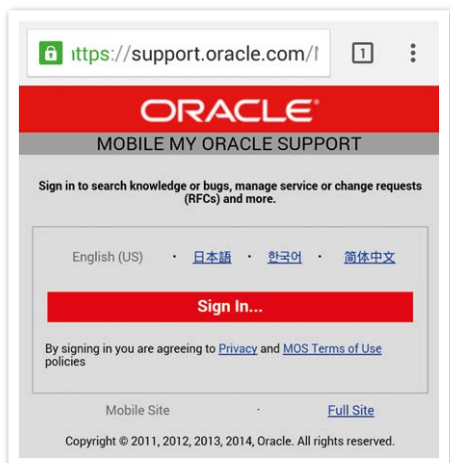 https://support.oracle.com/
1
ORACLE
MOBILE MY ORACLE SUPPORT
Sign in to search knowledge or bugs, manage service or change requests
(RFCs) and more.
English (US) · 日本語 · 한국어 · 简体中文
Sign In...
By signing in you are agreeing to Privacy and MOS Terms of Use
policies
Mobile Site · Full Site
Copyright © 2011, 2012, 2013, 2014, Oracle. All rights reserved.